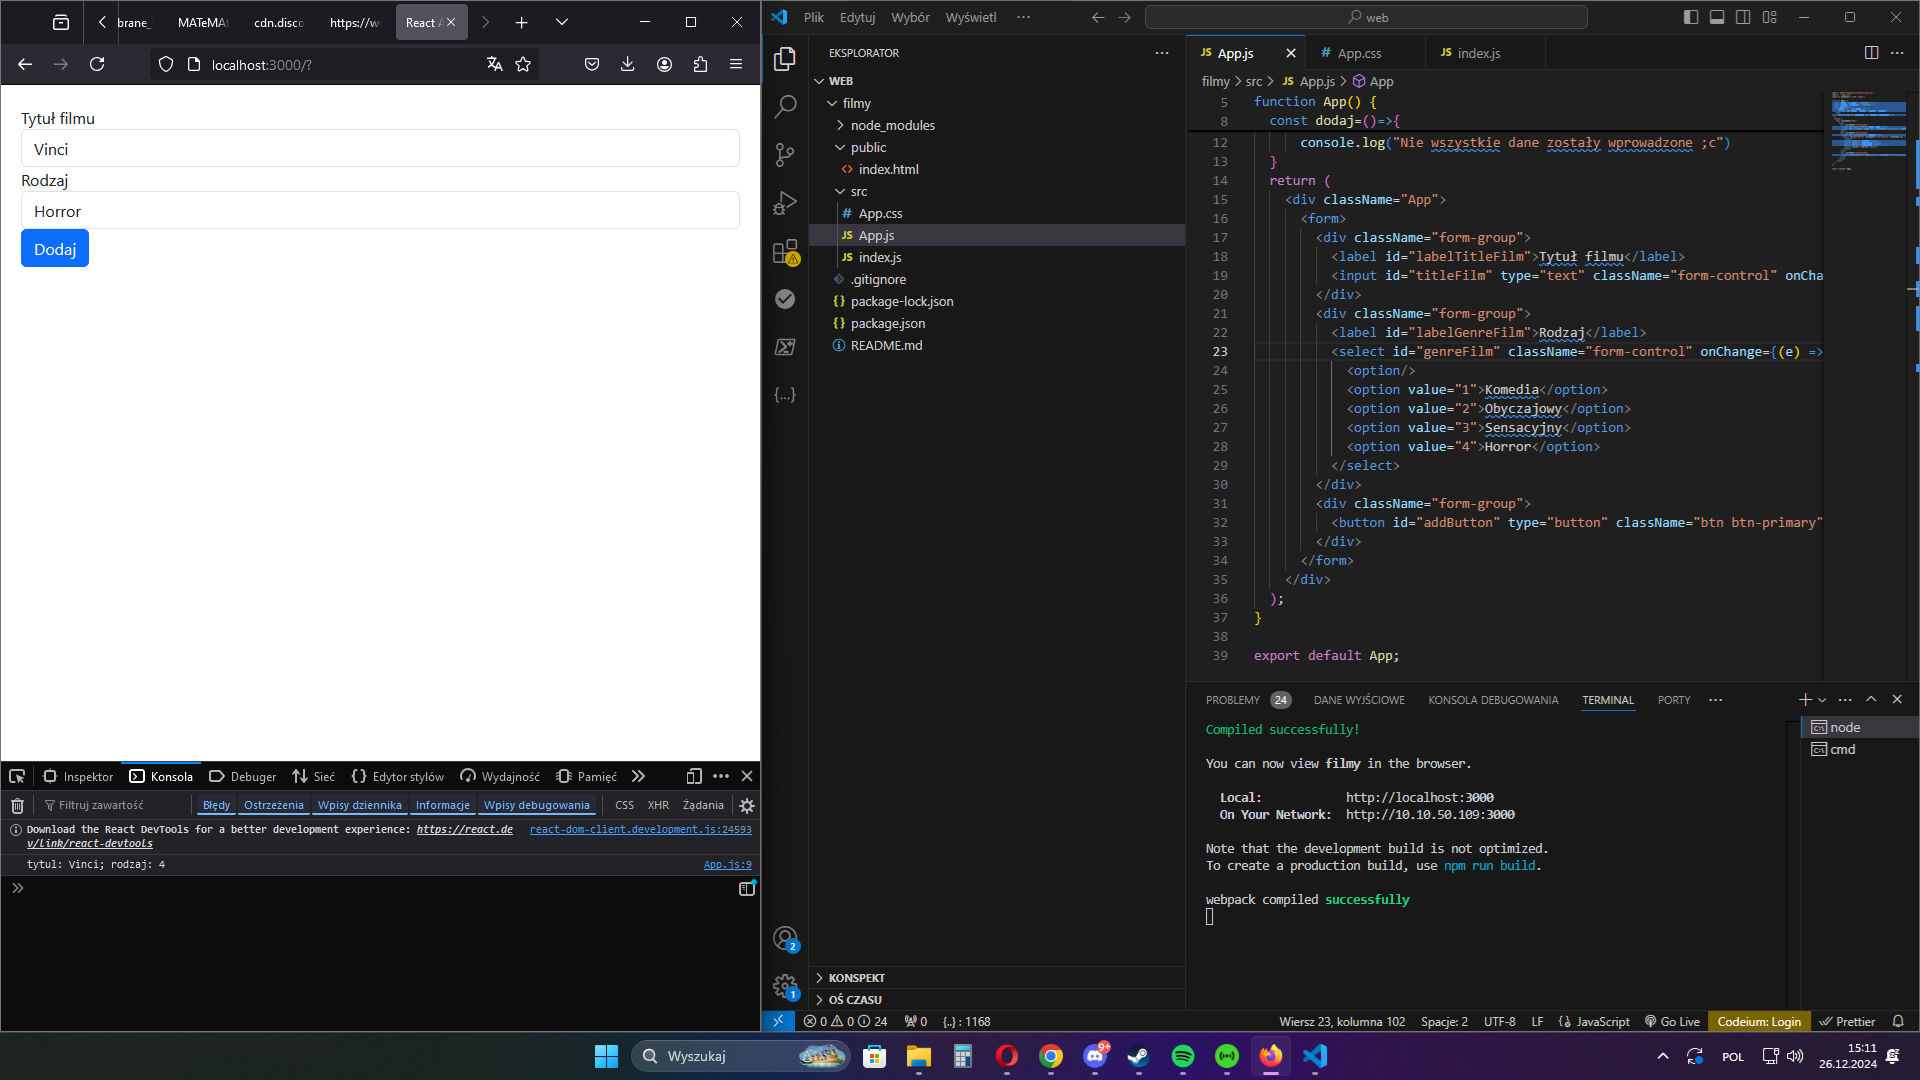 brane_
MATeMAt
cdn.disco
https://w
React A
localhost:3000/?
Tytuł filmu
Vinci
Rodzaj
Horror
Dodaj
Inspektor
Konsola
Debuger
Sieć
Edytor stylów
Wydajność
Pamięć
Filtruj zawartość
Błędy
Ostrzeżenia
Wpisy dziennika
Informacje
Wpisy debugowania
CSS
XHR
Żądania
Download the React DevTools for a better development experience: https://react.de
v/link/react-devtools
react-dom-client.development.js:24593
tytul: Vinci; rodzaj: 4
App.js:9
Plik
Edytuj
Wybór
Wyświetl
web
EKSPLORATOR
WEB
filmy
node_modules
public
index.html
src
App.css
App.js
index.js
.gitignore
package-lock.json
package.json
README.md
KONSPEKT
OŚ CZASU
2
1
App.js
App.css
index.js
filmy > src > JS App.js > App
5 function App() {
8 const dodaj=()=>{
12 console.log("Nie wszystkie dane zostały wprowadzone ;c")
13 }
14 return (
15 <div className="App">
16 <form>
17 <div className="form-group">
18 <label id="labelTitleFilm">Tytuł filmu</label>
19 <input id="titleFilm" type="text" className="form-control" onCha
20 </div>
21 <div className="form-group">
22 <label id="labelGenreFilm">Rodzaj</label>
23 <select id="genreFilm" className="form-control" onChange={(e) =>
24 <option/>
25 <option value="1">Komedia</option>
26 <option value="2">Obyczajowy</option>
27 <option value="3">Sensacyjny</option>
28 <option value="4">Horror</option>
29 </select>
30 </div>
31 <div className="form-group">
32 <button id="addButton" type="button" className="btn btn-primary"
33 </div>
34 </form>
35 </div>
36 );
37 }
38
39 export default App;
PROBLEMY 24
DANE WYJŚCIOWE
KONSOLA DEBUGOWANIA
TERMINAL
PORTY
node
cmd
Compiled successfully!
You can now view filmy in the browser.
Local: http://localhost:3000
On Your Network: http://10.10.50.109:3000
Note that the development build is not optimized.
To create a production build, use npm run build.
webpack compiled successfully
0 0 24
0
{..} : 1168
Wiersz 23, kolumna 102
Spacje: 2
UTF-8
LF
JavaScript
Go Live
Codeium: Login
Prettier
Wyszukaj
9+
POL
15:11
26.12.2024